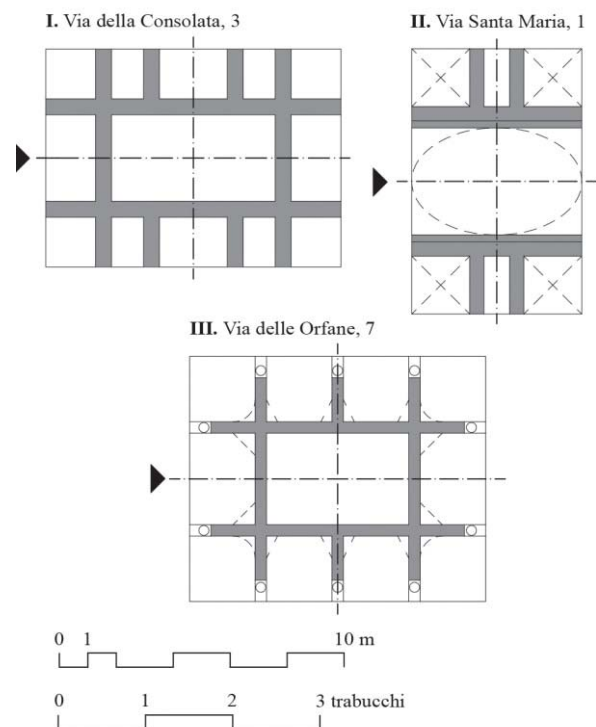 I. Via della Consolata, 3
II. Via Santa Maria, 1
III. Via delle Orfane, 7
0 1 10 m
0 1 2 3 trabucchi